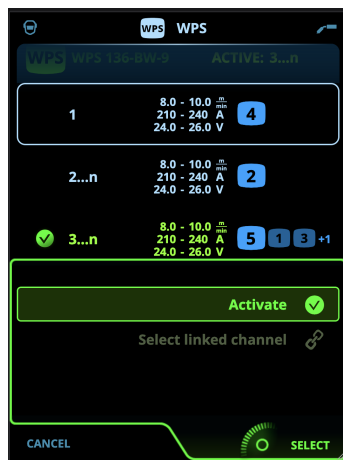 WPS WPS
WPS WPS 136-BW-9 ACTIVE: 3...n
8.0 - 10.0 m/min
1 210 - 240 A 4
24.0 - 26.0 V
8.0 - 10.0 m/min
2...n 210 - 240 A 2
24.0 - 26.0 V
8.0 - 10.0 m/min
3...n 210 - 240 A 5 1 3 +1
24.0 - 26.0 V
Activate
Select linked channel
CANCEL SELECT